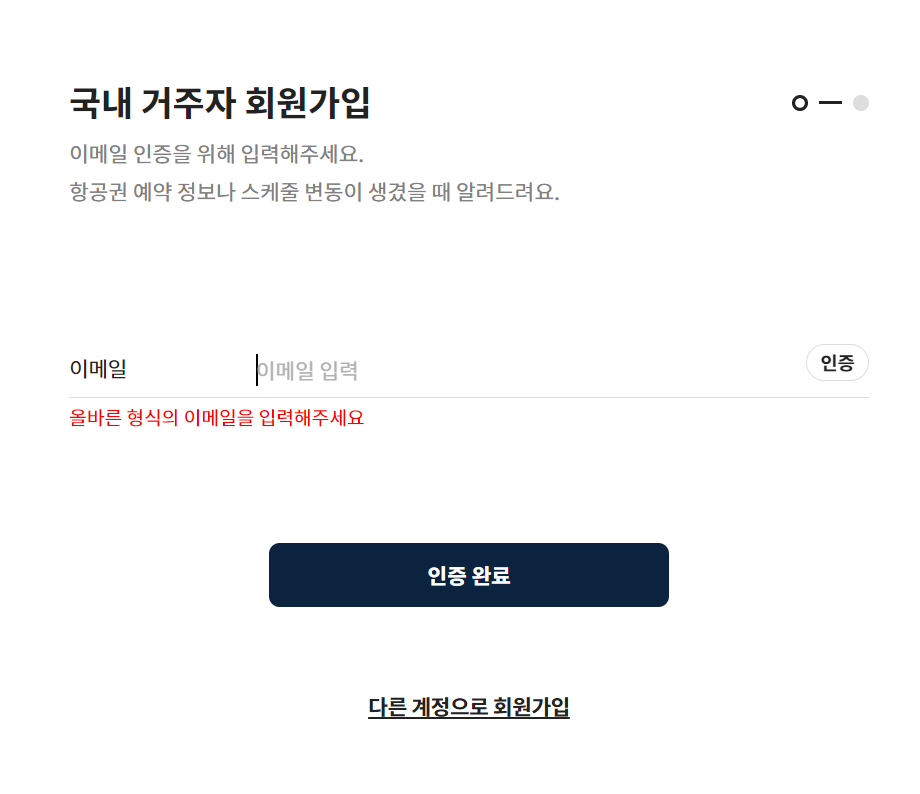 국내 거주자 회원가입
이메일 인증을 위해 입력해주세요.
항공권 예약 정보나 스케줄 변동이 생겼을 때 알려드려요.
이메일
이메일 입력
인증
올바른 형식의 이메일을 입력해주세요
인증 완료
다른 계정으로 회원가입